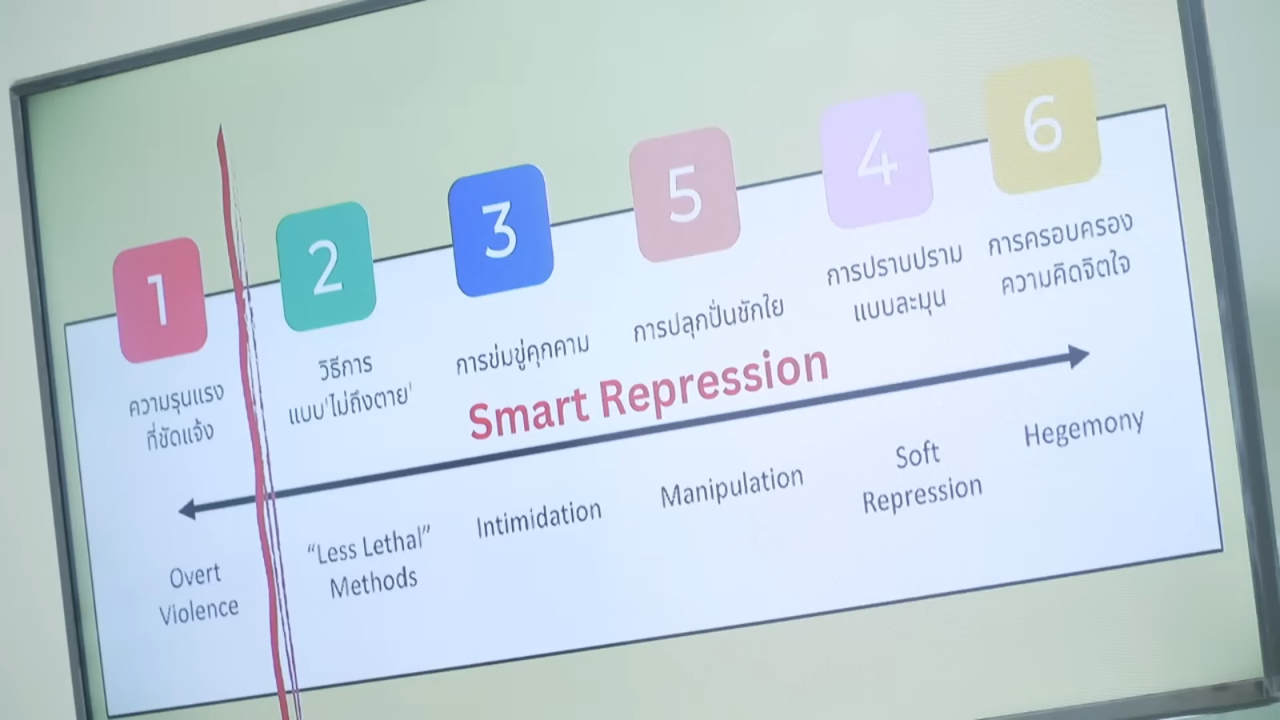 1
ความรุนแรง
ที่ชัดแจ้ง
2
วิธีการ
แบบ'ไม่ถึงตาย'
3
การข่มขู่คุกคาม
5
การปลุกปั่นชักใย
4
การปราบปราม
แบบละมุน
6
การครอบครอง
ความคิดจิตใจ
Smart Repression
Overt
Violence
“Less Lethal”
Methods
Intimidation
Manipulation
Soft
Repression
Hegemony